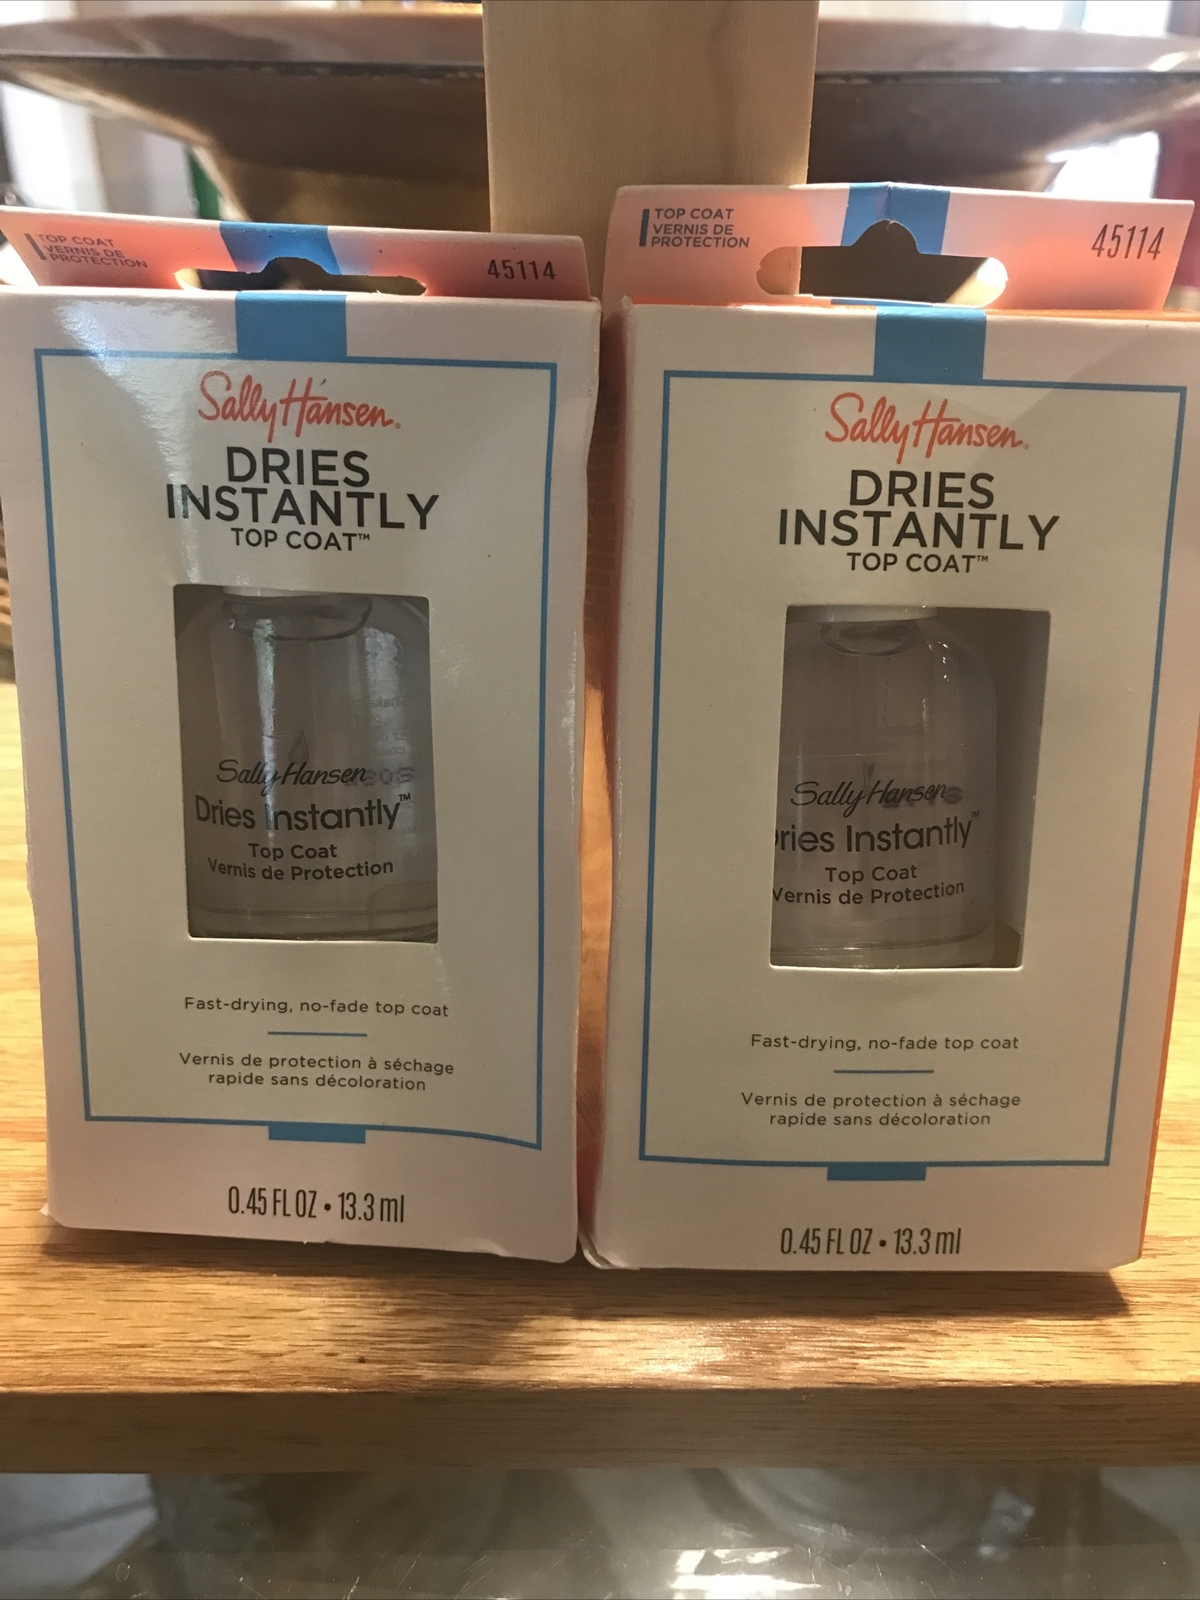 TOP COAT
VERNIS DE
PROTECTION
45114
Sally Hansen.
DRIES
INSTANTLY
TOP COAT™
Sally Hansen
Dries Instantly™
Top Coat
Vernis de Protection
Fast-drying, no-fade top coat
Vernis de protection à séchage
rapide sans décoloration
0.45 FL OZ • 13.3 ml
TOP COAT
VERNIS DE
PROTECTION
45114
Sally Hansen.
DRIES
INSTANTLY
TOP COAT™
Sally Hansen
Dries Instantly™
Top Coat
Vernis de Protection
Fast-drying, no-fade top coat
Vernis de protection à séchage
rapide sans décoloration
0.45 FL OZ • 13.3 ml